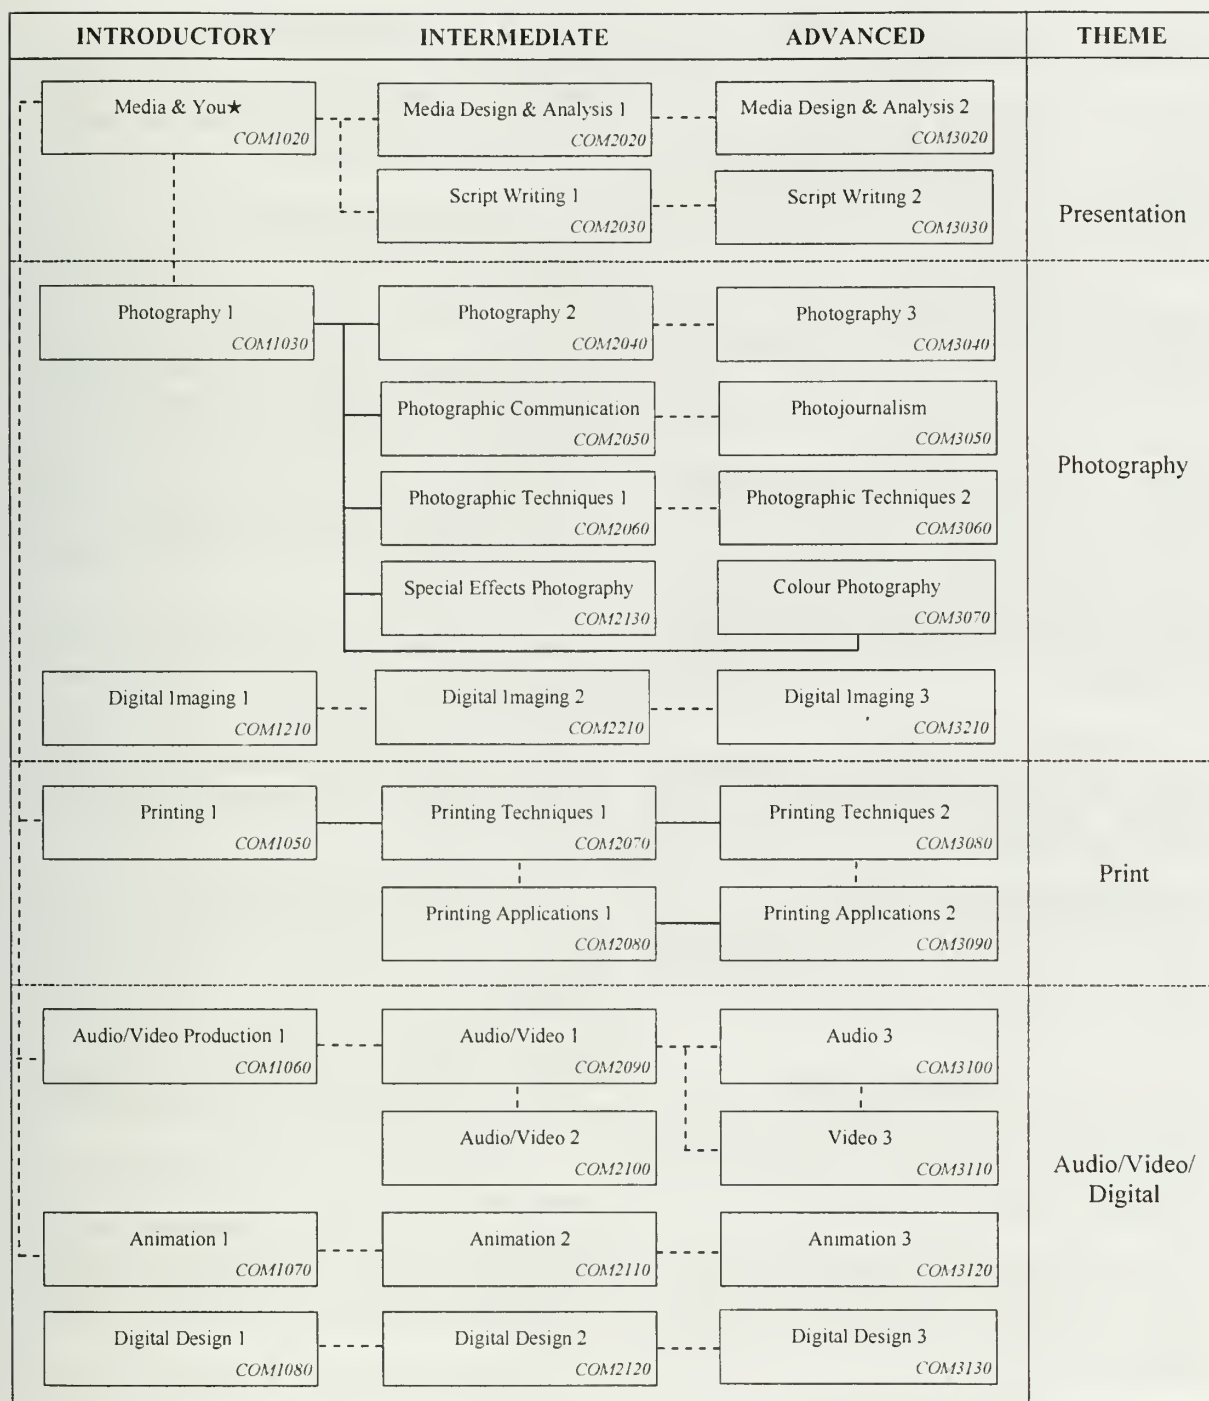 INTRODUCTORY INTERMEDIATE ADVANCED THEME
Media & You★ Media Design & Analysis 1 Media Design & Analysis 2
COM1020 COM2020 COM3020
Script Writing 1 Script Writing 2
COM2030 COM3030
Presentation
Photography 1 Photography 2 Photography 3
COM1030 COM2040 COM3040
Photographic Communication Photojournalism
COM2050 COM3050
Photography
Photographic Techniques 1 Photographic Techniques 2
COM2060 COM3060
Special Effects Photography Colour Photography
COM2130 COM3070
Digital Imaging 1 Digital Imaging 2 Digital Imaging 3
COM1210 COM2210 COM3210
Printing 1 Printing Techniques 1 Printing Techniques 2
COM1050 COM2070 COM3080
Print
Printing Applications 1 Printing Applications 2
COM2080 COM3090
Audio/Video Production 1 Audio/Video 1 Audio 3
COM1060 COM2090 COM3100
Audio/Video 2 Video 3
COM2100 COM3110
Audio/Video/
Digital
Animation 1 Animation 2 Animation 3
COM1070 COM2110 COM3120
Digital Design 1 Digital Design 2 Digital Design 3
COM1080 COM2120 COM3130